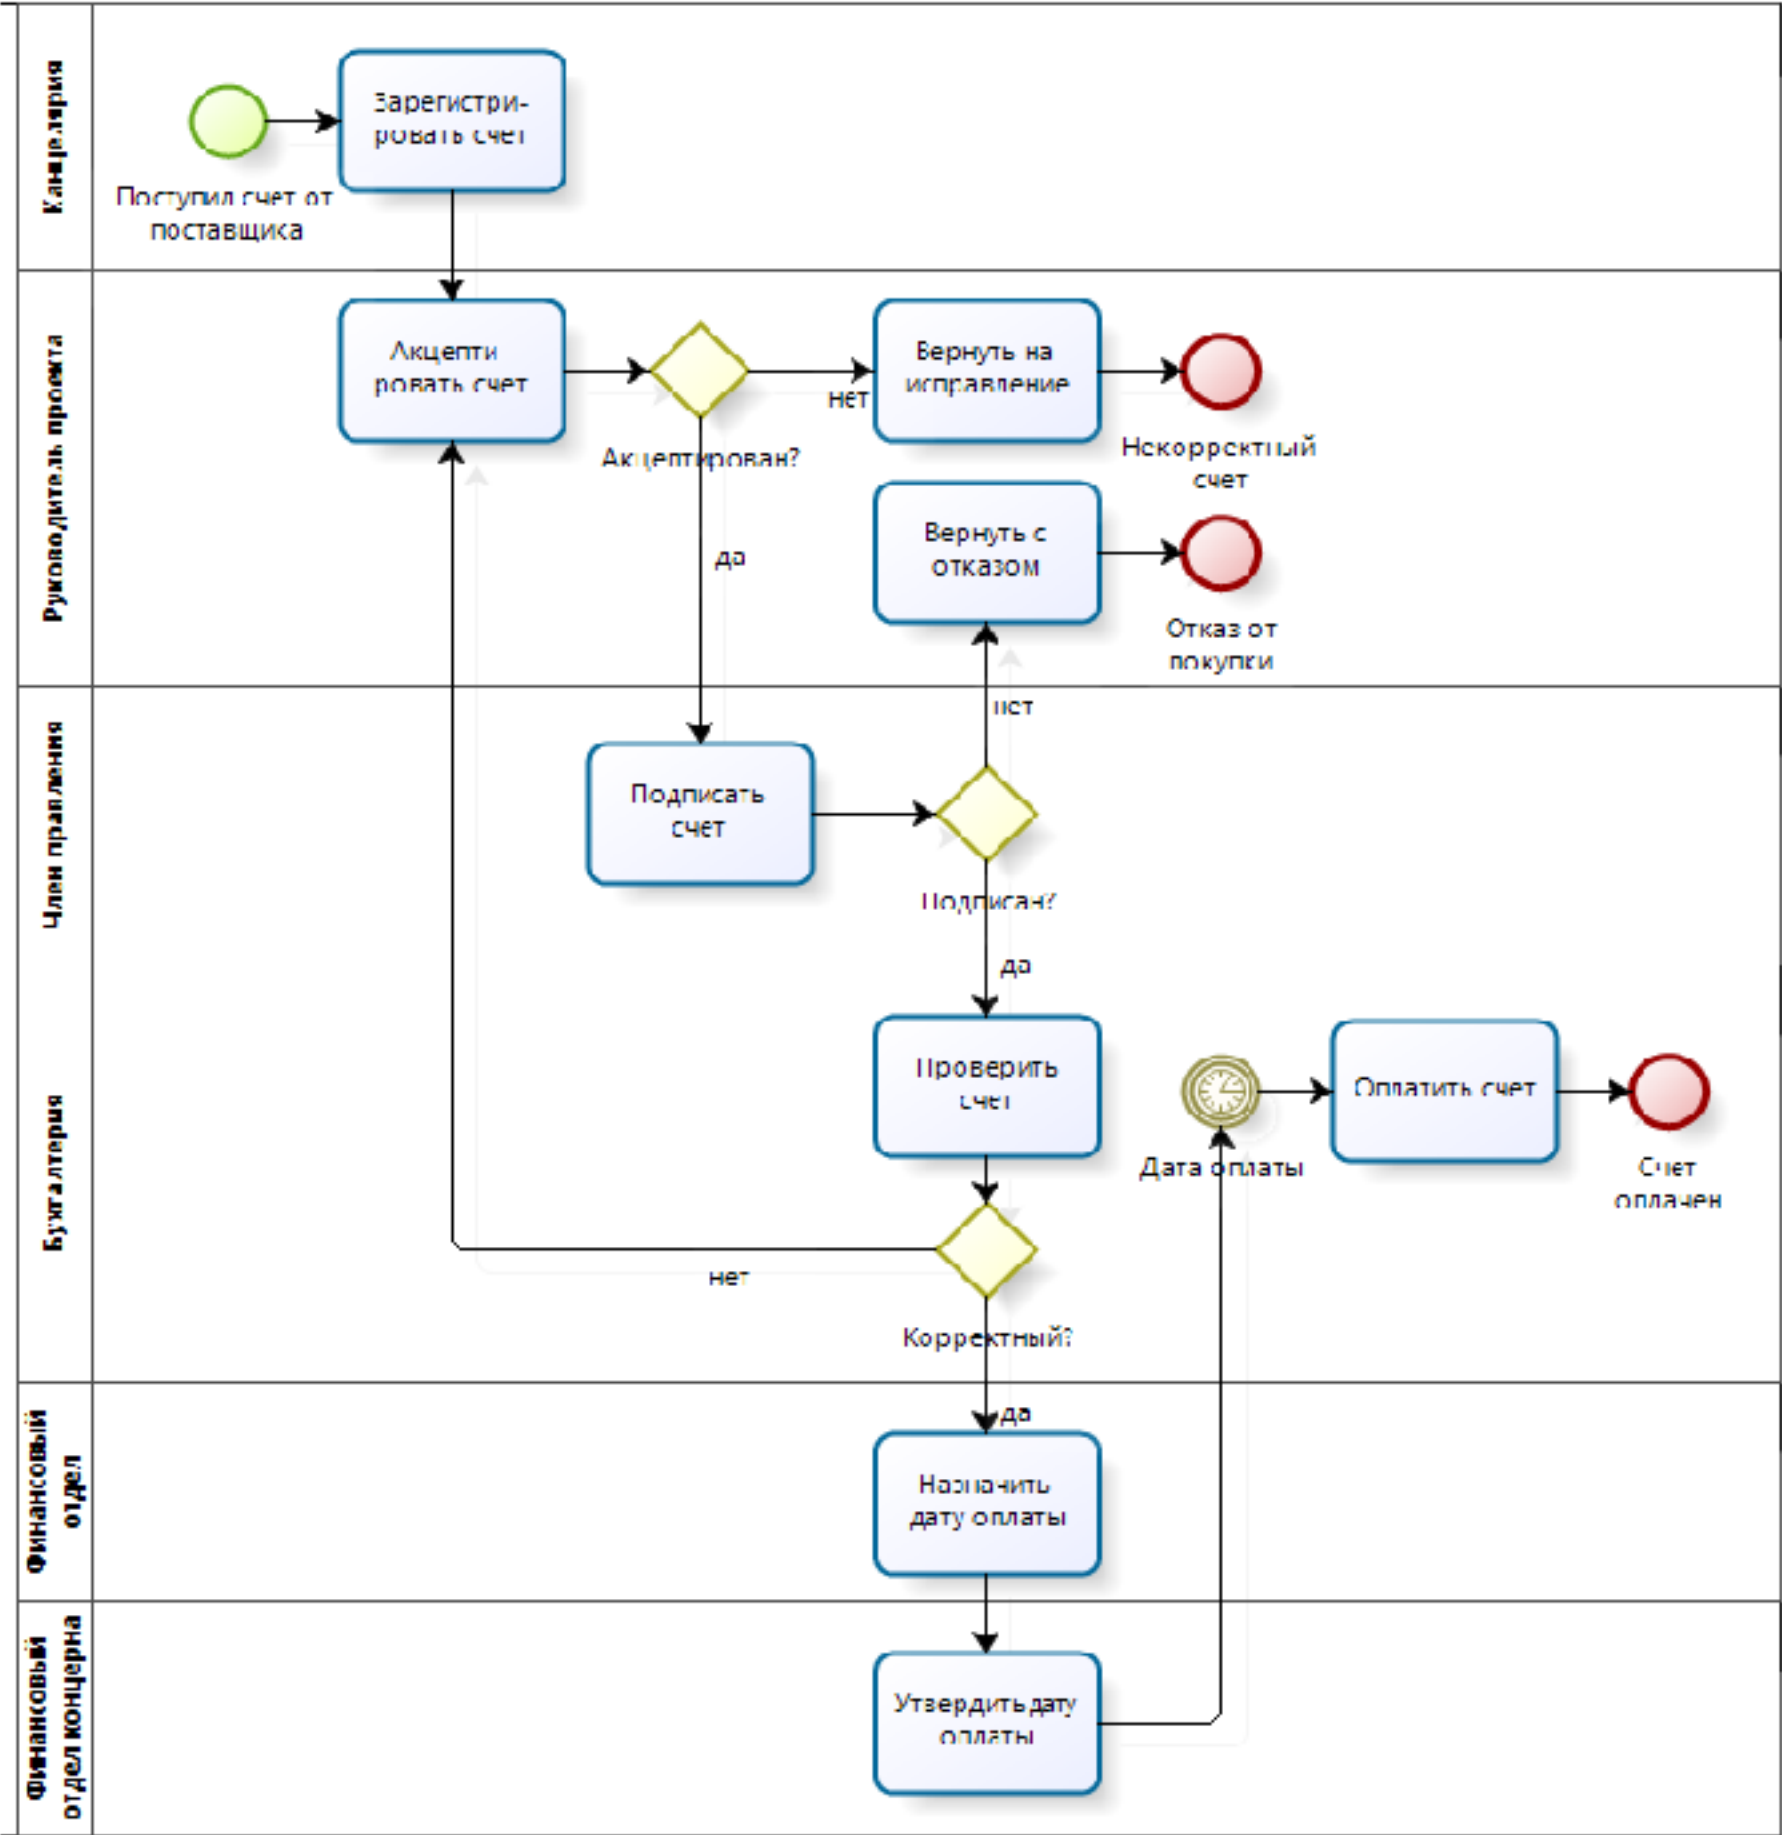 Канцелярия
Зарегистри-
ровать счет
Поступил счет от
поставщика
Руководитель проекта
Акцепти
ровать счет
Акцептирован?
нет
Вернуть на
исправление
Некорректный
счет
да
Вернуть с
отказом
Отказ от
покупки
Член правления
нет
Подписать
счет
Подписан?
да
Бухгалтерия
Проверить
счет
Дата оплаты
Оплатить счет
Счет
оплачен
нет
Корректный?
Финансовый
отдел
да
Назначить
дату оплаты
Финансовый
отдел концерна
Утвердить дату
оплаты